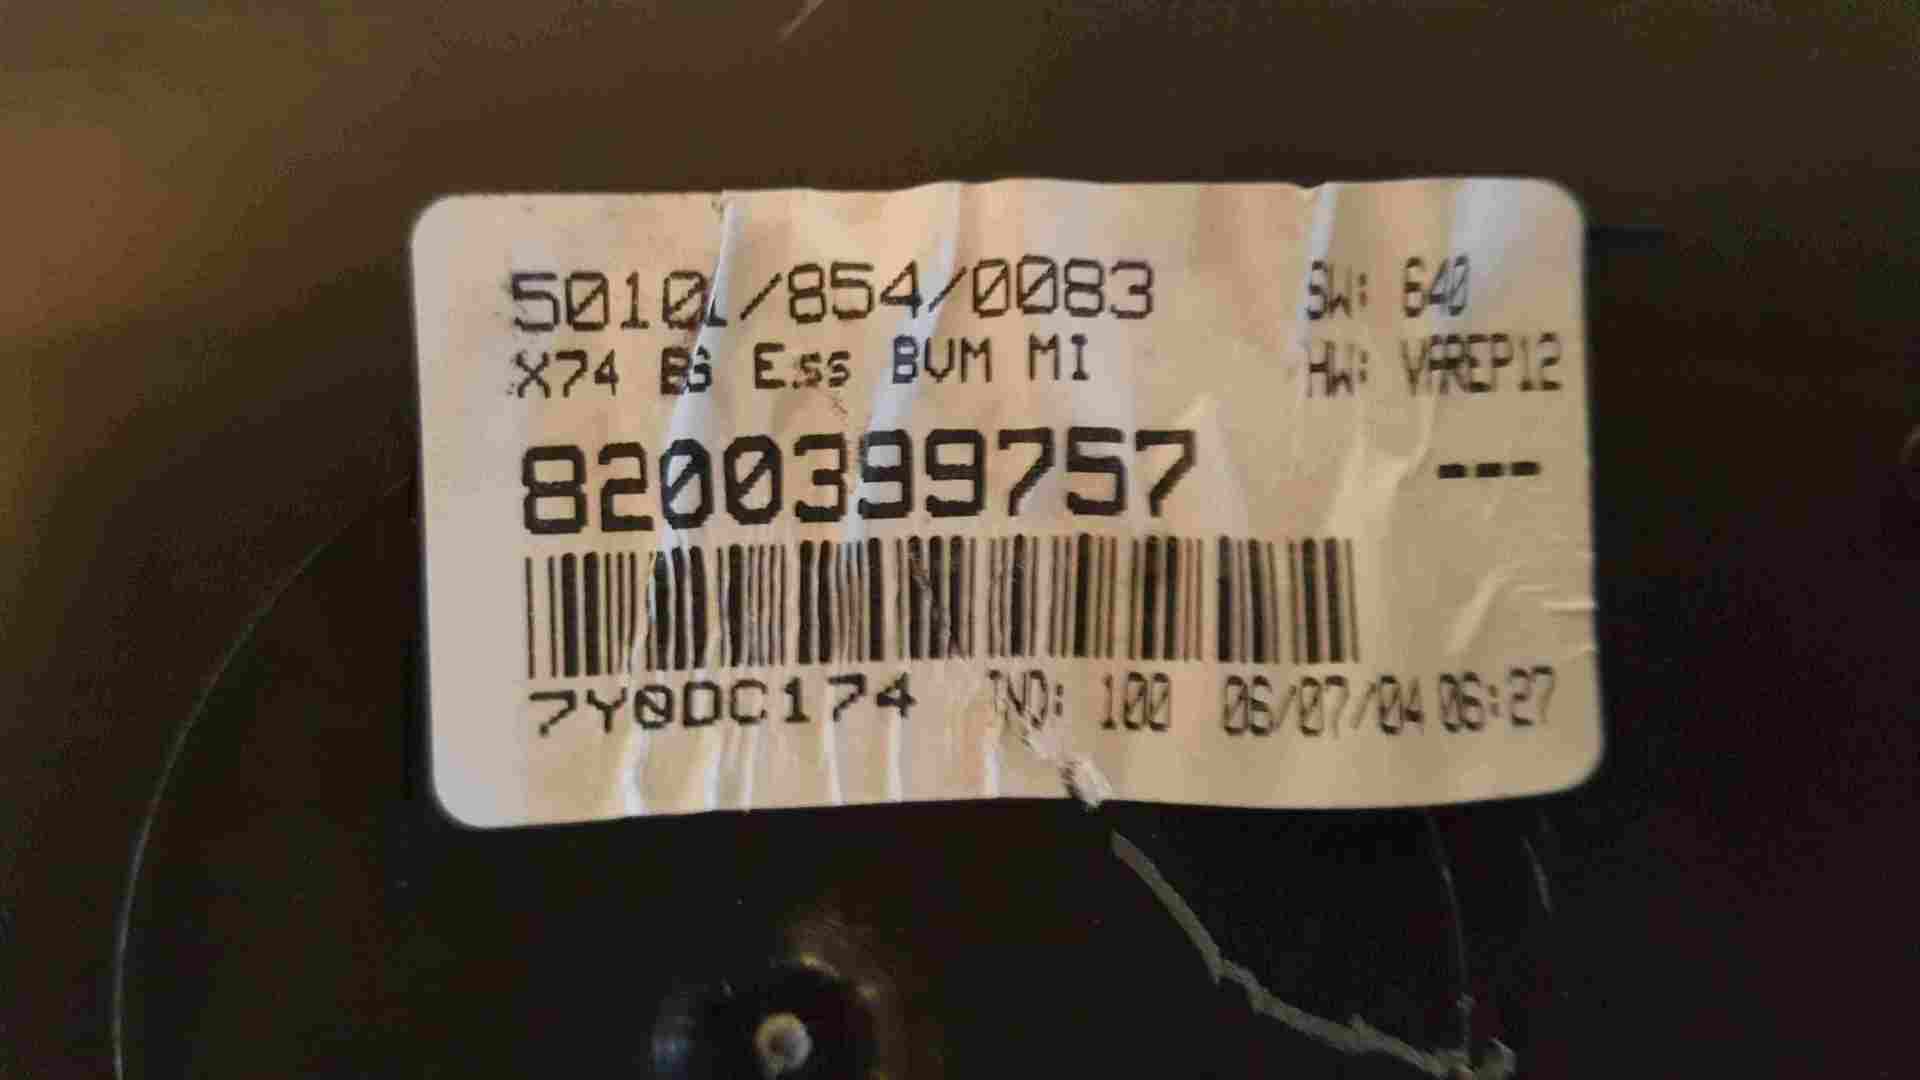 50101/854/0083 SW: 640
X74 BG Ess BVM MI HW: VAREP12
8200399757 ---
7Y0DC174 IND: 100 06/07/04 06:27